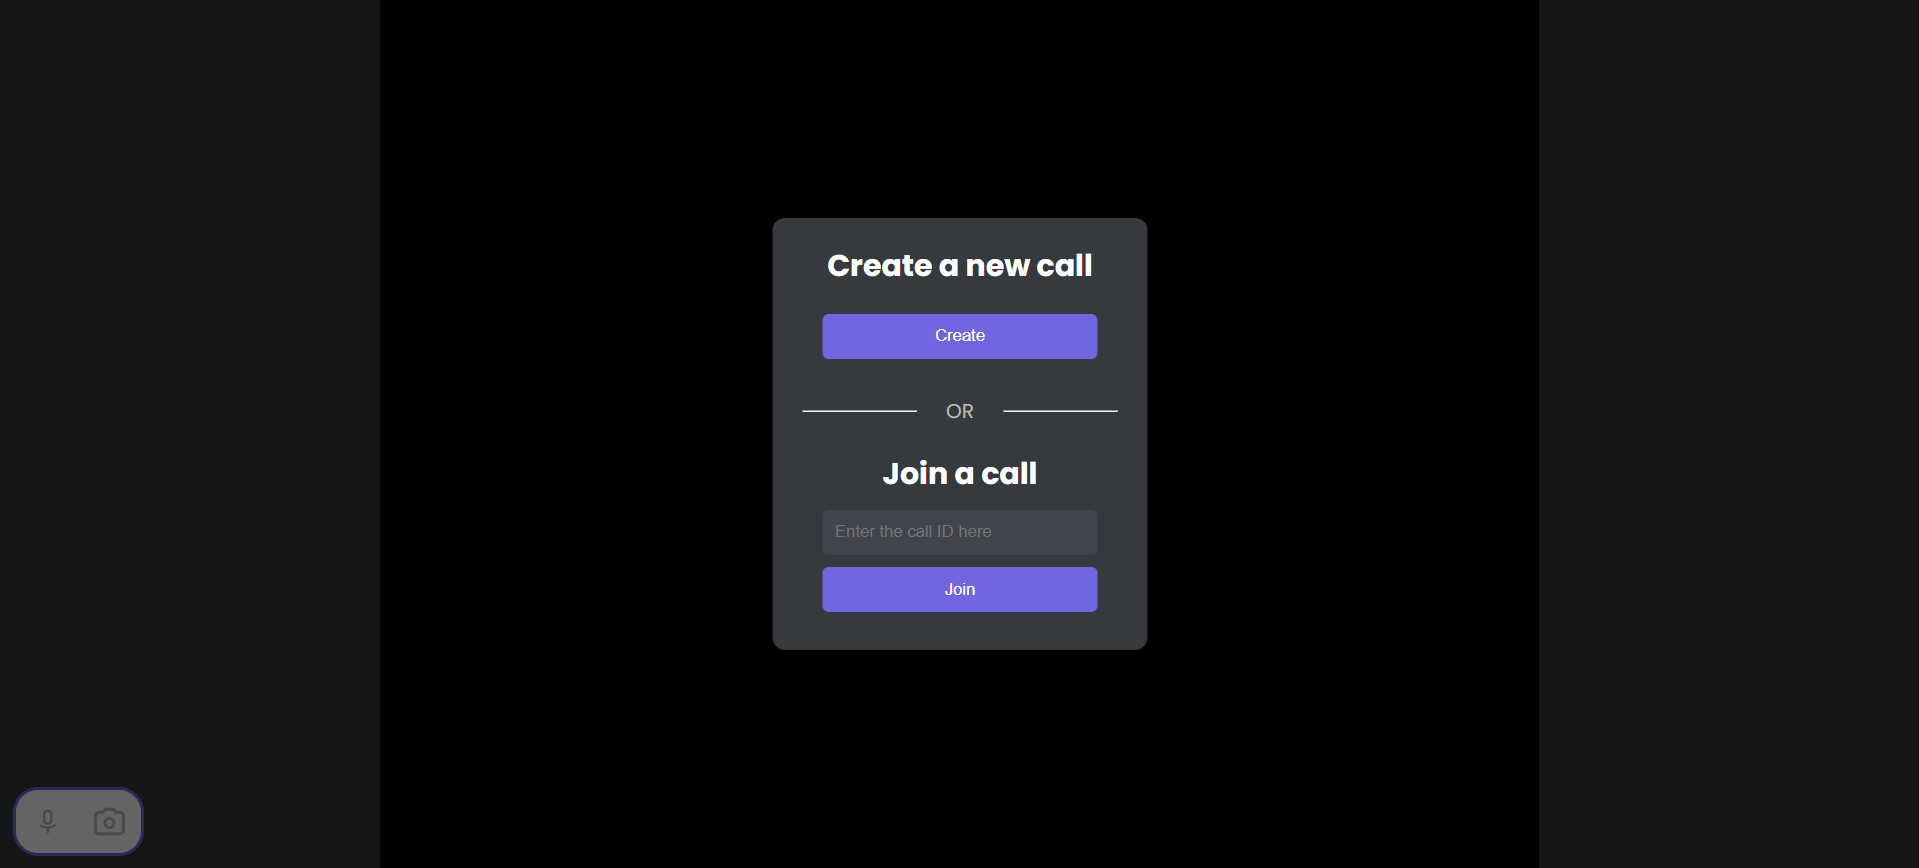 Create a new call
Create
OR
Join a call
Enter the call ID here
Join